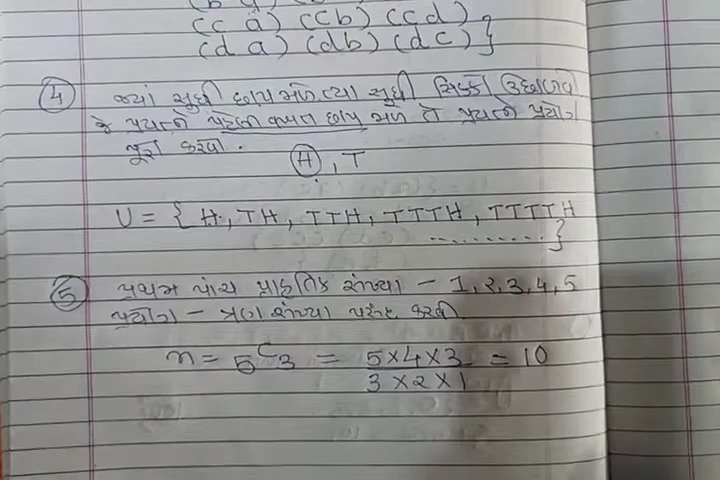 (c a) (c b) (c d)
(d a) (d b) (d c) }
④ જ્યાં સુધી છાપ મળે ત્યા સુધી સિક્કો ઉછાળવો
જે પ્રયત્ને પહેલી વખત છાપ મળે તે પ્રયત્ને પ્રયોગ
પૂરો કરવો.
Ⓗ, T
U = { H, TH, TTH, TTTH, TTTTH
.......... }
⑤ પ્રથમ પાંચ પ્રાકૃતિક સંખ્યા - 1, 2, 3, 4, 5
પ્રયોગ - ત્રણ સંખ્યા પસંદ કરવી.
n = 5C3 = 5×4×3 / 3×2×1 = 10